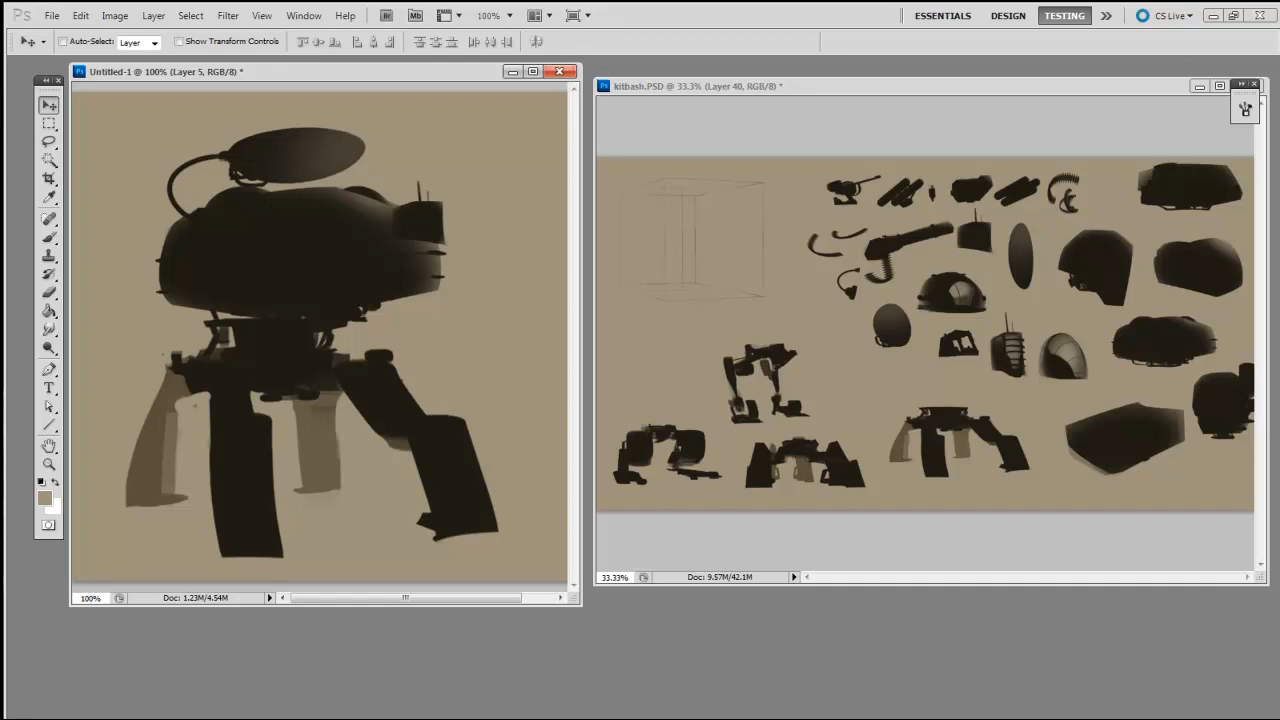 Ps File Edit Image Layer Select Filter View Window Help Br Mb 100% ESSENTIALS DESIGN TESTING CS Live
Auto-Select: Layer Show Transform Controls
Ps Untitled-1 @ 100% (Layer 5, RGB/8) *
Ps kitbash.PSD @ 33.3% (Layer 40, RGB/8) *
T
33.33% Doc: 9.57M/42.1M
100% Doc: 1.23M/4.54M